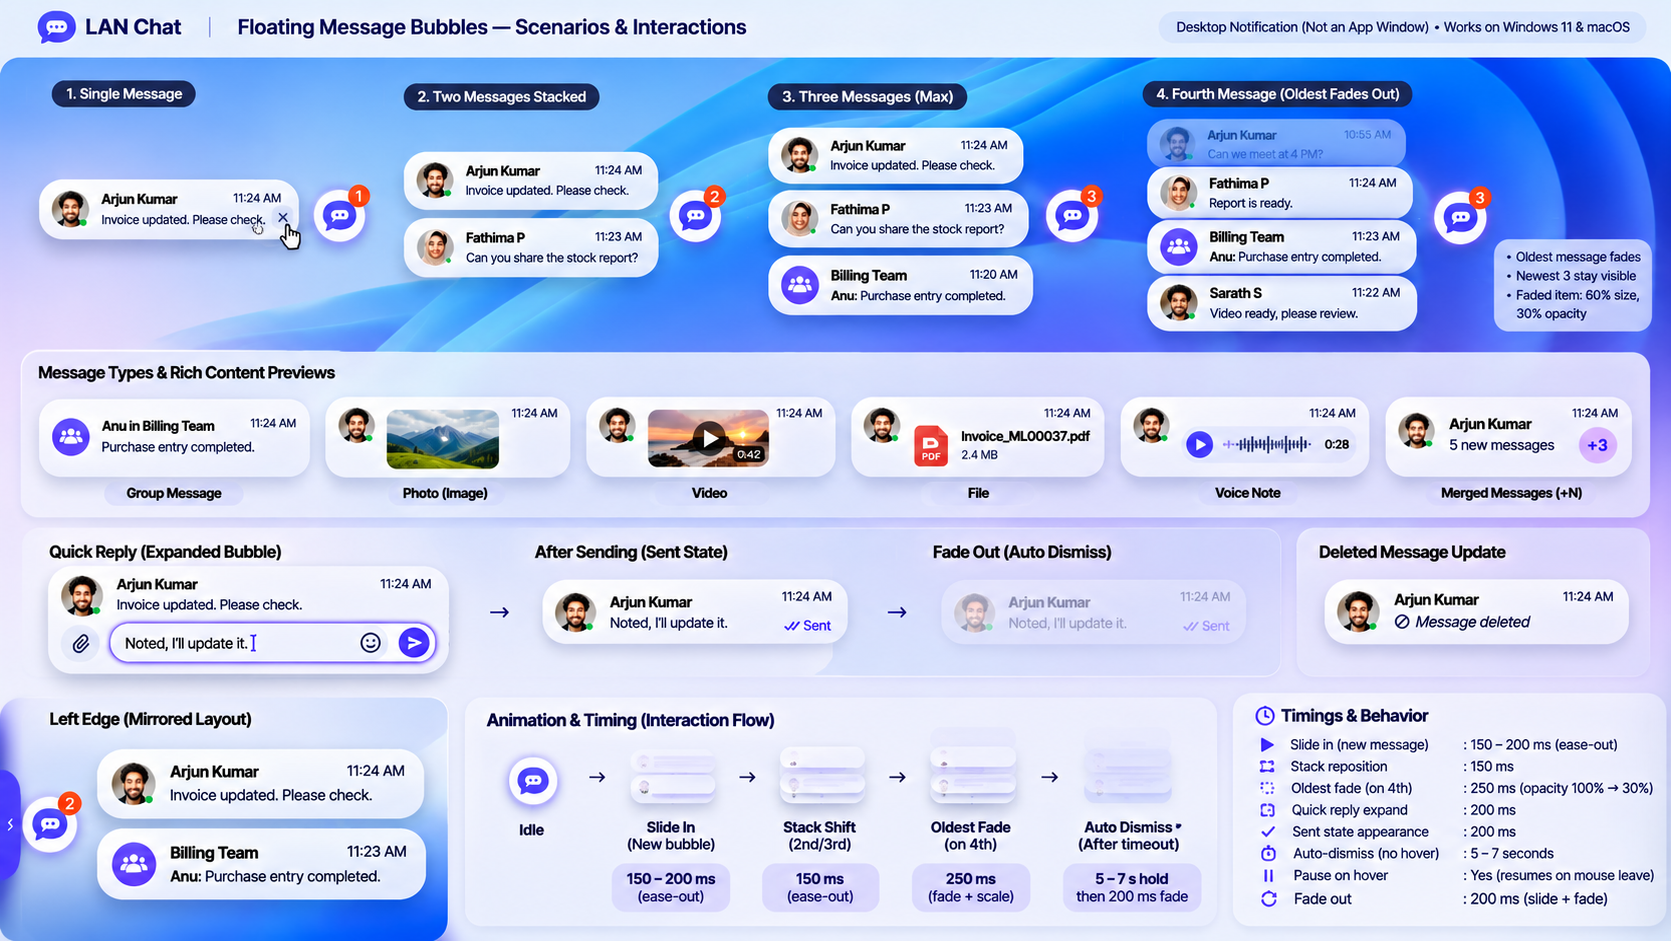 LAN Chat
Floating Message Bubbles — Scenarios & Interactions
Desktop Notification (Not an App Window) • Works on Windows 11 & macOS
1. Single Message
Arjun Kumar
11:24 AM
Invoice updated. Please check.
1
2. Two Messages Stacked
Arjun Kumar
11:24 AM
Invoice updated. Please check.
Fathima P
11:23 AM
Can you share the stock report?
2
3. Three Messages (Max)
Arjun Kumar
11:24 AM
Invoice updated. Please check.
Fathima P
11:23 AM
Can you share the stock report?
Billing Team
11:20 AM
Anu: Purchase entry completed.
3
4. Fourth Message (Oldest Fades Out)
Arjun Kumar
10:55 AM
Can we meet at 4 PM?
Fathima P
11:24 AM
Report is ready.
Billing Team
11:23 AM
Anu: Purchase entry completed.
Sarath S
11:22 AM
Video ready, please review.
3
• Oldest message fades
• Newest 3 stay visible
• Faded item: 60% size,
30% opacity
Message Types & Rich Content Previews
Anu in Billing Team
11:24 AM
Purchase entry completed.
Group Message
11:24 AM
Photo (Image)
11:24 AM
0:42
Video
11:24 AM
PDF
Invoice_ML00037.pdf
2.4 MB
File
11:24 AM
0:28
Voice Note
11:24 AM
Arjun Kumar
5 new messages
+3
Merged Messages (+N)
Quick Reply (Expanded Bubble)
Arjun Kumar
11:24 AM
Invoice updated. Please check.
Noted, I'll update it.
After Sending (Sent State)
Arjun Kumar
11:24 AM
Noted, I'll update it.
Sent
Fade Out (Auto Dismiss)
Arjun Kumar
11:24 AM
Noted, I'll update it.
Sent
Deleted Message Update
Arjun Kumar
11:24 AM
Message deleted
Left Edge (Mirrored Layout)
2
Arjun Kumar
11:24 AM
Invoice updated. Please check.
Billing Team
11:23 AM
Anu: Purchase entry completed.
Animation & Timing (Interaction Flow)
Idle
Slide In
(New bubble)
150 – 200 ms
(ease-out)
Stack Shift
(2nd/3rd)
150 ms
(ease-out)
Oldest Fade
(on 4th)
250 ms
(fade + scale)
Auto Dismiss
(After timeout)
5 – 7 s hold
then 200 ms fade
Timings & Behavior
Slide in (new message) : 150 – 200 ms (ease-out)
Stack reposition : 150 ms
Oldest fade (on 4th) : 250 ms (opacity 100% → 30%)
Quick reply expand : 200 ms
Sent state appearance : 200 ms
Auto-dismiss (no hover) : 5 – 7 seconds
Pause on hover : Yes (resumes on mouse leave)
Fade out : 200 ms (slide + fade)